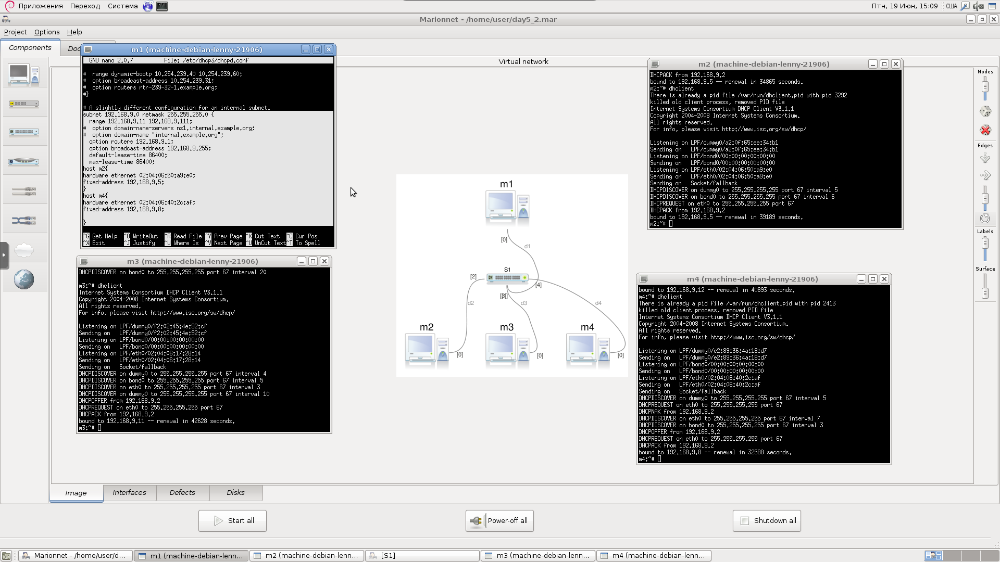 Приложения Переход Система
Птн, 19 Июн, 15:09 США
Marionnet - /home/user/day5_2.mar
Project Options Help
Components
m1 (machine-debian-lenny-21906)
GNU nano 2.0.7 File: /etc/dhcp3/dhcpd.conf
# range dynamic-bootp 10.254.239.40 10.254.239.60;
# option broadcast-address 10.254.239.31;
# option routers rtr-239-32-1.example.org;
#}
# A slightly different configuration for an internal subnet.
subnet 192.168.9.0 netmask 255.255.255.0 {
range 192.168.9.11 192.168.9.111;
# option domain-name-servers ns1.internal.example.org;
# option domain-name "internal.example.org";
option routers 192.168.9.1;
option broadcast-address 192.168.9.255;
default-lease-time 86400;
max-lease-time 86400;
host m2{
hardware ethernet 02:04:06:50:a9:e0;
fixed-address 192.168.9.5;
}
host m4{
hardware ethernet 02:04:06:40:2c:af;
fixed-address 192.168.9.8;
}
^G Get Help ^O WriteOut ^R Read File ^Y Prev Page ^K Cut Text ^C Cur Pos
^X Exit ^J Justify ^W Where Is ^V Next Page ^U UnCut Text ^T To Spell
Virtual network
m2 (machine-debian-lenny-21906)
DHCPACK from 192.168.9.2
bound to 192.168.9.5 -- renewal in 34865 seconds.
m2:~# dhclient
There is already a pid file /var/run/dhclient.pid with pid 3292
killed old client process, removed PID file
Internet Systems Consortium DHCP Client V3.1.1
Copyright 2004-2008 Internet Systems Consortium.
All rights reserved.
For info, please visit http://www.isc.org/sw/dhcp/
Listening on LPF/dummy0/a2:0f:65:ee:34:b1
Sending on LPF/dummy0/a2:0f:65:ee:34:b1
Listening on LPF/bond0/00:00:00:00:00:00
Sending on LPF/bond0/00:00:00:00:00:00
Listening on LPF/eth0/02:04:06:50:a9:e0
Sending on LPF/eth0/02:04:06:50:a9:e0
Sending on Socket/fallback
DHCPDISCOVER on dummy0 to 255.255.255.255 port 67 interval 5
DHCPDISCOVER on bond0 to 255.255.255.255 port 67 interval 6
DHCPREQUEST on eth0 to 255.255.255.255 port 67
DHCPACK from 192.168.9.2
bound to 192.168.9.5 -- renewal in 39189 seconds.
m2:~#
Nodes
Edges
Labels
Surface
m1
[0]
d1
S1
[2]
[4]
d2
d3
d4
m2
m3
m4
[0]
[0]
[0]
m3 (machine-debian-lenny-21906)
DHCPDISCOVER on bond0 to 255.255.255.255 port 67 interval 20
m3:~# dhclient
Internet Systems Consortium DHCP Client V3.1.1
Copyright 2004-2008 Internet Systems Consortium.
All rights reserved.
For info, please visit http://www.isc.org/sw/dhcp/
Listening on LPF/dummy0/f2:02:45:4e:92:cf
Sending on LPF/dummy0/f2:02:45:4e:92:cf
Listening on LPF/bond0/00:00:00:00:00:00
Sending on LPF/bond0/00:00:00:00:00:00
Listening on LPF/eth0/02:04:06:17:28:14
Sending on LPF/eth0/02:04:06:17:28:14
Sending on Socket/fallback
DHCPDISCOVER on dummy0 to 255.255.255.255 port 67 interval 4
DHCPDISCOVER on bond0 to 255.255.255.255 port 67 interval 5
DHCPDISCOVER on eth0 to 255.255.255.255 port 67 interval 3
DHCPDISCOVER on dummy0 to 255.255.255.255 port 67 interval 10
DHCPOFFER from 192.168.9.2
DHCPREQUEST on eth0 to 255.255.255.255 port 67
DHCPACK from 192.168.9.2
bound to 192.168.9.11 -- renewal in 42628 seconds.
m3:~#
m4 (machine-debian-lenny-21906)
bound to 192.168.9.12 -- renewal in 40893 seconds.
m4:~# dhclient
There is already a pid file /var/run/dhclient.pid with pid 2413
killed old client process, removed PID file
Internet Systems Consortium DHCP Client V3.1.1
Copyright 2004-2008 Internet Systems Consortium.
All rights reserved.
For info, please visit http://www.isc.org/sw/dhcp/
Listening on LPF/dummy0/e2:89:36:4a:18:d7
Sending on LPF/dummy0/e2:89:36:4a:18:d7
Listening on LPF/bond0/00:00:00:00:00:00
Sending on LPF/bond0/00:00:00:00:00:00
Listening on LPF/eth0/02:04:06:40:2c:af
Sending on LPF/eth0/02:04:06:40:2c:af
Sending on Socket/fallback
DHCPDISCOVER on dummy0 to 255.255.255.255 port 67 interval 5
DHCPREQUEST on eth0 to 255.255.255.255 port 67
DHCPNAK from 192.168.9.2
DHCPDISCOVER on eth0 to 255.255.255.255 port 67 interval 7
DHCPDISCOVER on bond0 to 255.255.255.255 port 67 interval 3
DHCPOFFER from 192.168.9.2
DHCPREQUEST on eth0 to 255.255.255.255 port 67
DHCPACK from 192.168.9.2
bound to 192.168.9.8 -- renewal in 32588 seconds.
m4:~#
Image Interfaces Defects Disks
Start all Power-off all Shutdown all
Marionnet - /home/user/d... m1 (machine-debian-lenn... m2 (machine-debian-lenn... [S1] m3 (machine-debian-lenn... m4 (machine-debian-lenn...